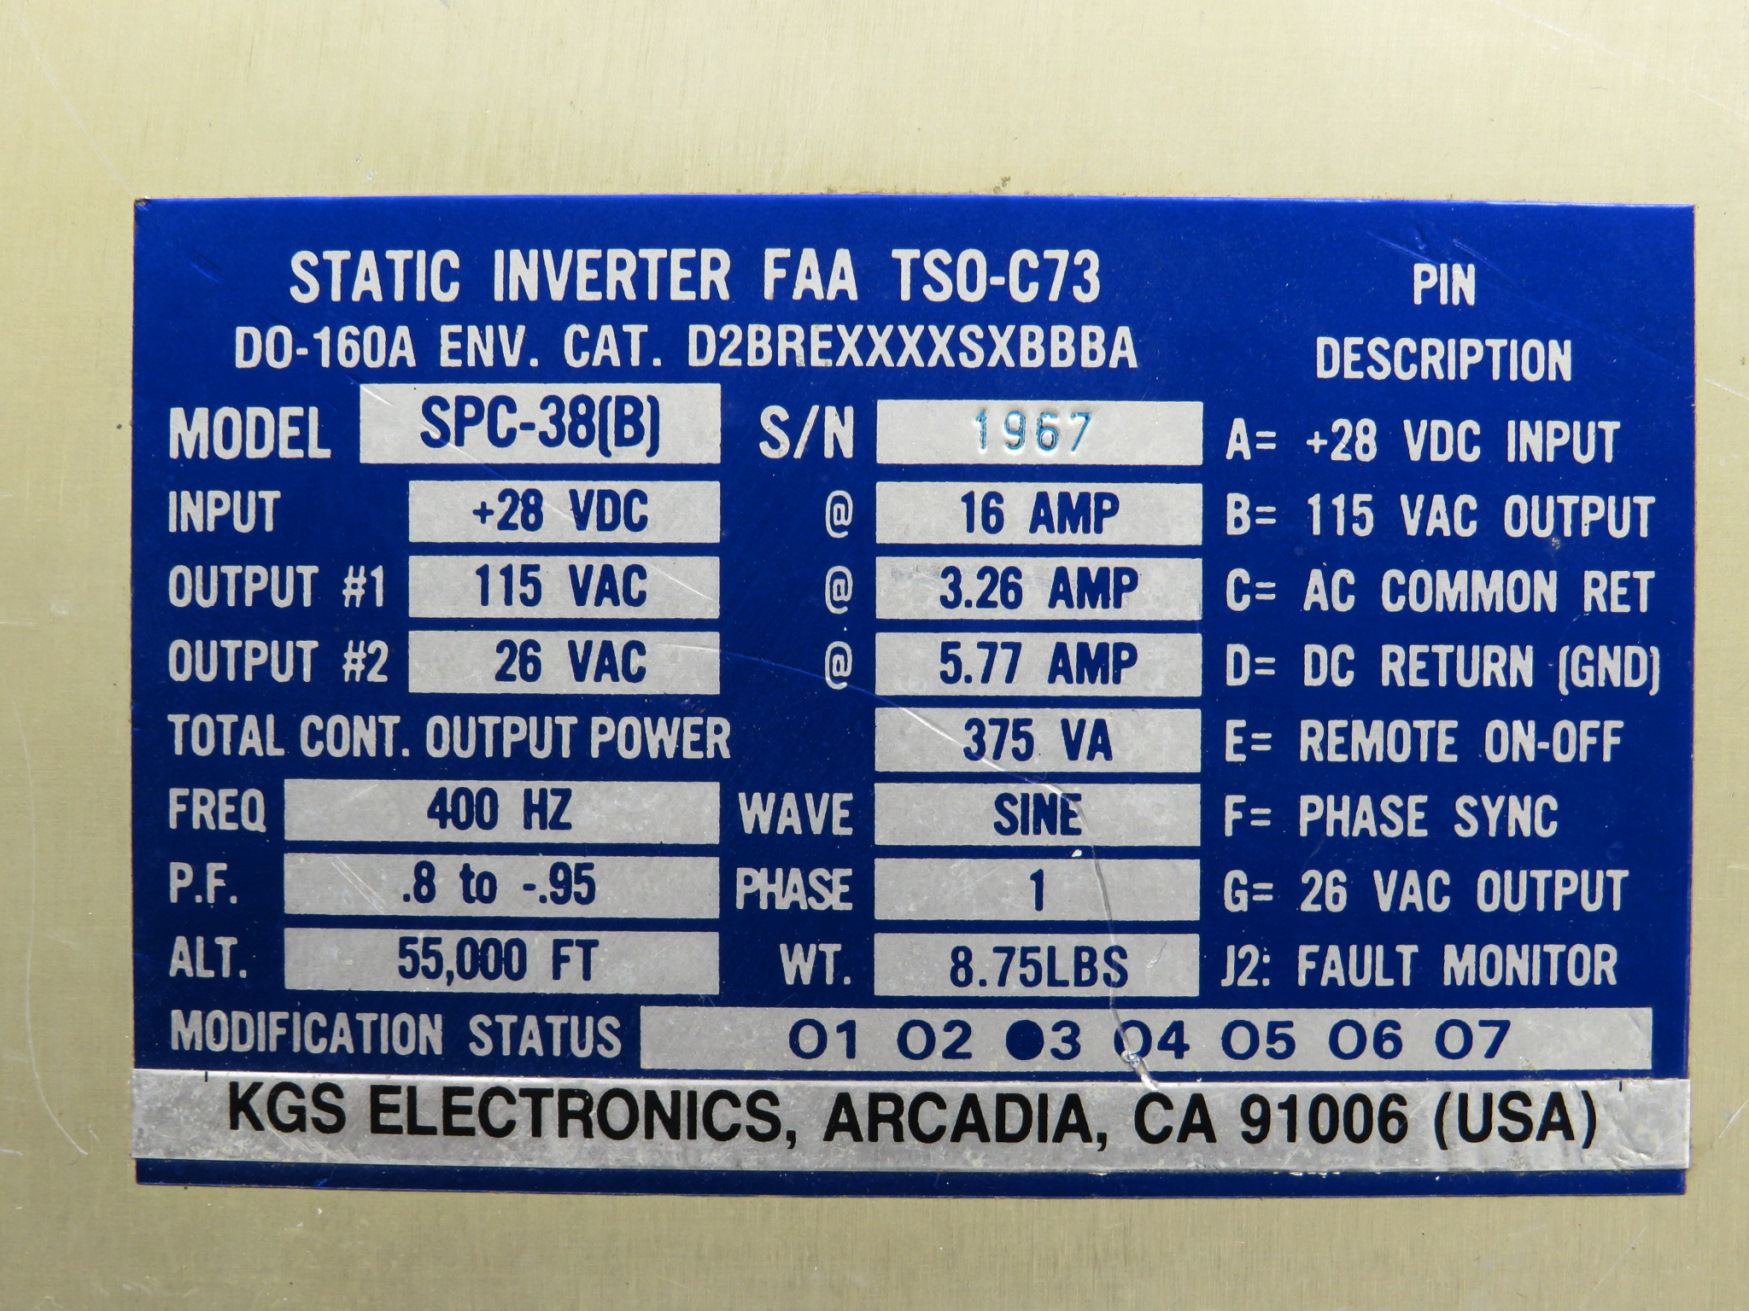 STATIC INVERTER FAA TSO-C73
DO-160A ENV. CAT. D2BREXXXXSXBBBA
MODEL SPC-38(B) S/N 1967
INPUT +28 VDC @ 16 AMP
OUTPUT #1 115 VAC @ 3.26 AMP
OUTPUT #2 26 VAC @ 5.77 AMP
TOTAL CONT. OUTPUT POWER 375 VA
FREQ 400 HZ WAVE SINE
P.F. .8 to -.95 PHASE 1
ALT. 55,000 FT WT. 8.75LBS
PIN
DESCRIPTION
A= +28 VDC INPUT
B= 115 VAC OUTPUT
C= AC COMMON RET
D= DC RETURN (GND)
E= REMOTE ON-OFF
F= PHASE SYNC
G= 26 VAC OUTPUT
J2: FAULT MONITOR
MODIFICATION STATUS O1 O2 ●3 O4 O5 O6 O7
KGS ELECTRONICS, ARCADIA, CA 91006 (USA)